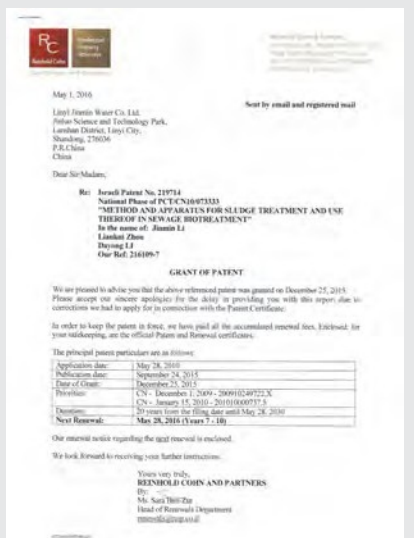 RC
Reinhold Cohn
Intellectual
Property
May 1, 2016
Sent by email and registered mail
Linyi Jinmin Water Co. Ltd.
Science and Technology Park,
Lanshan District, Linyi City,
Shandong, 276036
P.R.China
China
Dear Sir/Madam,
Re: Israeli Patent No. 219714
National Phase of PCT/CN10/073333
"METHOD AND APPARATUS FOR SLUDGE TREATMENT AND USE
THEREOF IN SEWAGE BIOTREATMENT"
In the name of: Jinmin Li
Liankai Zhou
Dayong LI
Our Ref: 216109-7
GRANT OF PATENT
We are pleased to advise you that the above referenced patent was granted on December 25, 2015.
Please accept our sincere apologies for the delay in providing you with this report due to
corrections we had to apply for in connection with the Patent Certificate.
In order to keep the patent in force, we have paid all the accumulated renewal fees. Enclosed, for
your safekeeping, are the official Patent and Renewal certificates.
The principal patent particulars are as follows:
Application date: May 28, 2010
Publication date: September 24, 2015
Date of Grant: December 25, 2015
Priorities: CN - December 1, 2009 - 200910249722.X
CN - January 15, 2010 - 201010000757.5
Duration: 20 years from the filing date until May 28, 2030
Next Renewal: May 28, 2016 (Years 7 - 10)
Our renewal notice regarding the next renewal is enclosed.
We look forward to receiving your further instructions.
Yours very truly,
REINHOLD COHN AND PARTNERS
By:
Ms. Sara
Head of Renewals Department